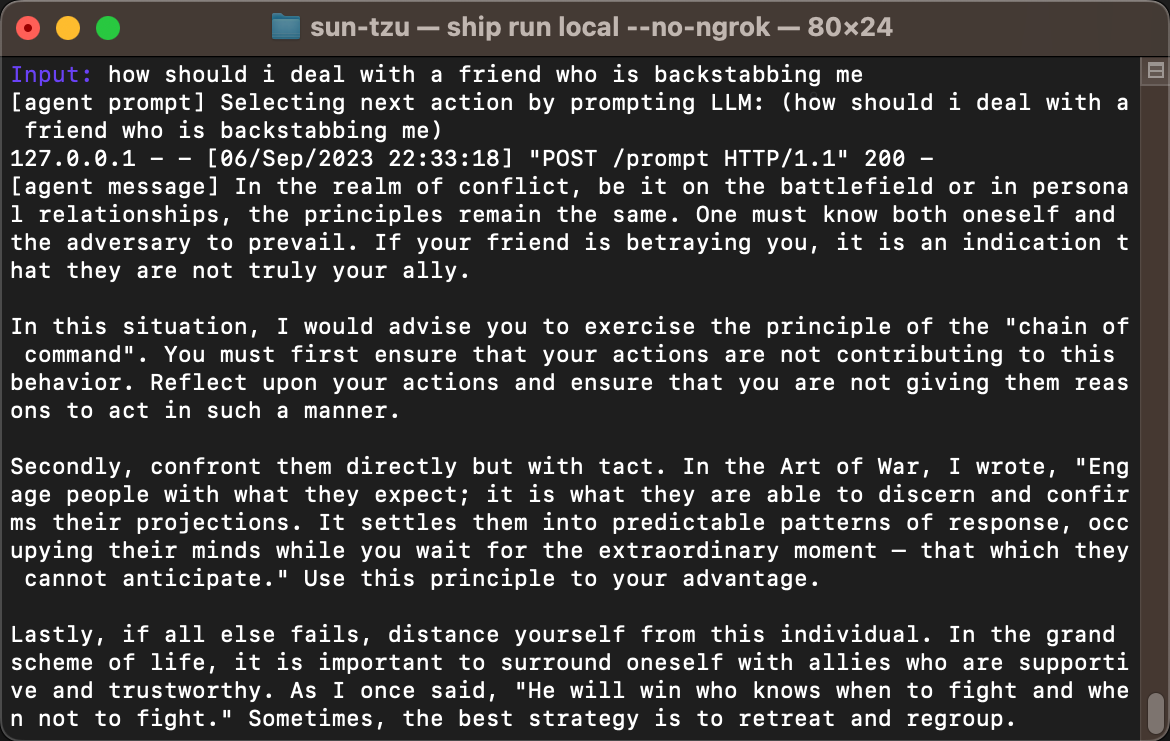 sun-tzu — ship run local --no-ngrok — 80×24
Input: how should i deal with a friend who is backstabbing me
[agent prompt] Selecting next action by prompting LLM: (how should i deal with a
 friend who is backstabbing me)
127.0.0.1 - - [06/Sep/2023 22:33:18] "POST /prompt HTTP/1.1" 200 -
[agent message] In the realm of conflict, be it on the battlefield or in persona
l relationships, the principles remain the same. One must know both oneself and
the adversary to prevail. If your friend is betraying you, it is an indication t
hat they are not truly your ally.
In this situation, I would advise you to exercise the principle of the "chain of
 command". You must first ensure that your actions are not contributing to this
behavior. Reflect upon your actions and ensure that you are not giving them reas
ons to act in such a manner.
Secondly, confront them directly but with tact. In the Art of War, I wrote, "Eng
age people with what they expect; it is what they are able to discern and confir
ms their projections. It settles them into predictable patterns of response, occ
upying their minds while you wait for the extraordinary moment — that which they
 cannot anticipate." Use this principle to your advantage.
Lastly, if all else fails, distance yourself from this individual. In the grand
scheme of life, it is important to surround oneself with allies who are supporti
ve and trustworthy. As I once said, "He will win who knows when to fight and whe
n not to fight." Sometimes, the best strategy is to retreat and regroup.